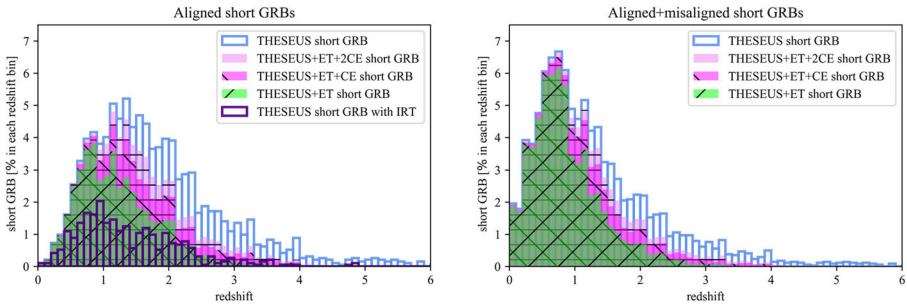 Aligned short GRBs
short GRB [% in each redshift bin]
7
6
5
4
3
2
1
0
THESEUS short GRB
THESEUS+ET+2CE short GRB
THESEUS+ET+CE short GRB
THESEUS+ET short GRB
THESEUS short GRB with IRT
0 1 2 3 4 5 6
redshift
Aligned+misaligned short GRBs
short GRB [% in each redshift bin]
7
6
5
4
3
2
1
0
THESEUS short GRB
THESEUS+ET+2CE short GRB
THESEUS+ET+CE short GRB
THESEUS+ET short GRB
0 1 2 3 4 5 6
redshift